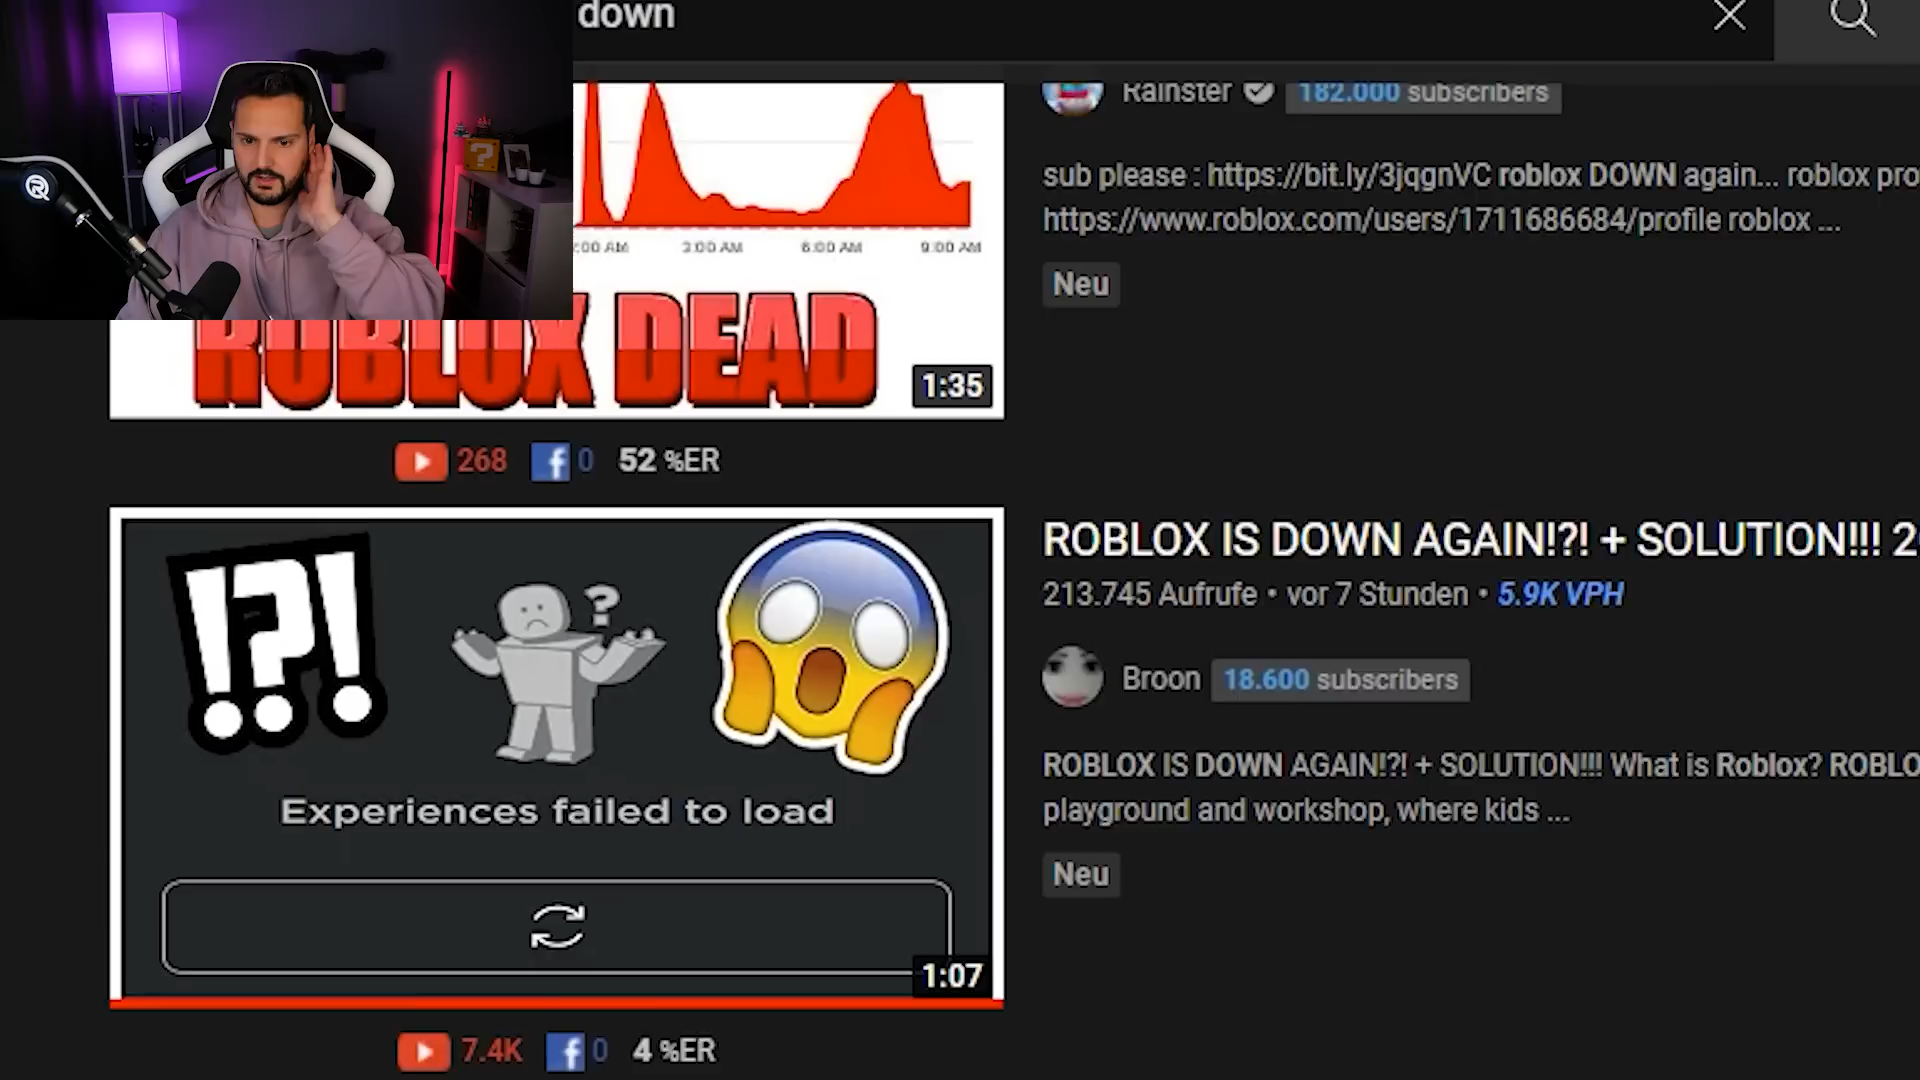 down
Rainster 182.000 subscribers
sub please : https://bit.ly/3jqgnVC roblox DOWN again... roblox pro
https://www.roblox.com/users/1711686684/profile roblox ...
Neu
:00 AM 3:00 AM 6:00 AM 9:00 AM
ROBLOX DEAD
1:35
268 0 52 %ER
!?!
?
Experiences failed to load
1:07
ROBLOX IS DOWN AGAIN!?! + SOLUTION!!! 2
213.745 Aufrufe • vor 7 Stunden • 5.9K VPH
Broon 18.600 subscribers
ROBLOX IS DOWN AGAIN!?! + SOLUTION!!! What is Roblox? ROBLO
playground and workshop, where kids ...
Neu
7.4K 0 4 %ER